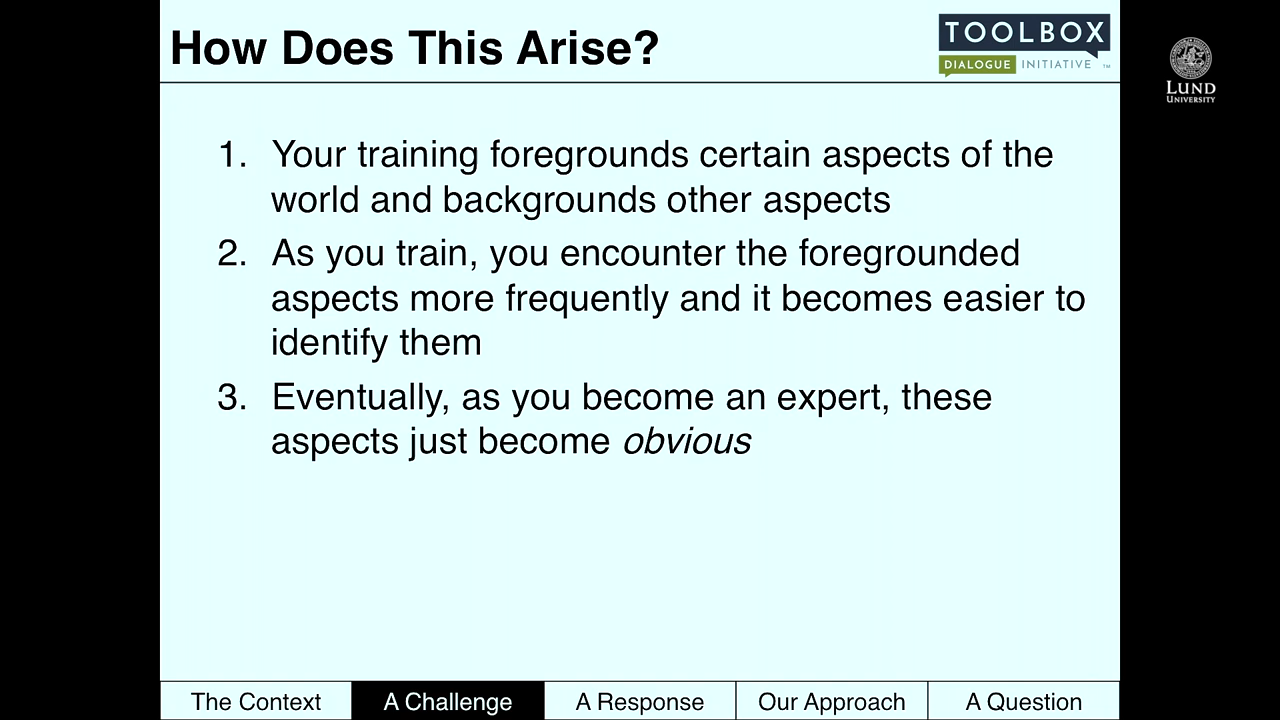 How Does This Arise?
TOOLBOX
DIALOGUE INITIATIVE ™
LUND
UNIVERSITY
1. Your training foregrounds certain aspects of the
world and backgrounds other aspects
2. As you train, you encounter the foregrounded
aspects more frequently and it becomes easier to
identify them
3. Eventually, as you become an expert, these
aspects just become obvious
The Context A Challenge A Response Our Approach A Question